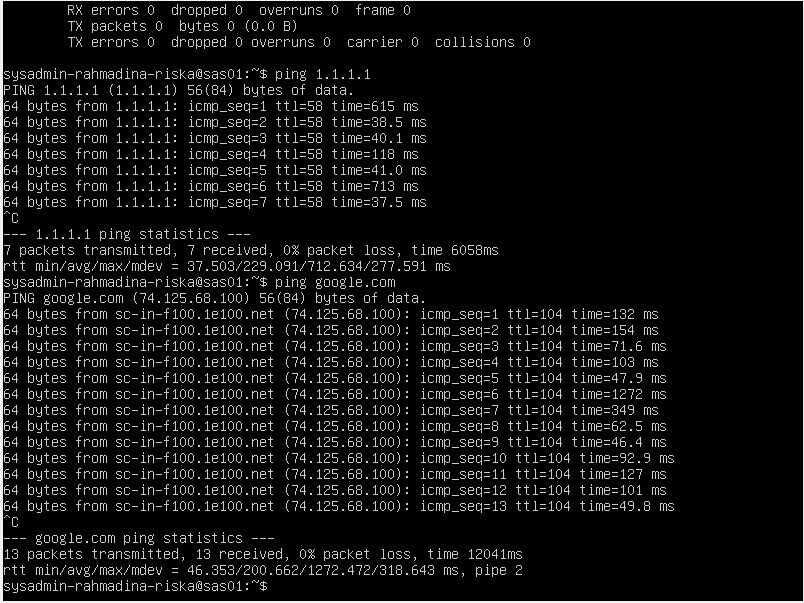 RX errors 0 dropped 0 overruns 0 frame 0
TX packets 0 bytes 0 (0.0 B)
TX errors 0 dropped 0 overruns 0 carrier 0 collisions 0
sysadmin-rahmadina-riska@sas01:~$ ping 1.1.1.1
PING 1.1.1.1 (1.1.1.1) 56(84) bytes of data.
64 bytes from 1.1.1.1: icmp_seq=1 ttl=58 time=615 ms
64 bytes from 1.1.1.1: icmp_seq=2 ttl=58 time=38.5 ms
64 bytes from 1.1.1.1: icmp_seq=3 ttl=58 time=40.1 ms
64 bytes from 1.1.1.1: icmp_seq=4 ttl=58 time=118 ms
64 bytes from 1.1.1.1: icmp_seq=5 ttl=58 time=41.0 ms
64 bytes from 1.1.1.1: icmp_seq=6 ttl=58 time=713 ms
64 bytes from 1.1.1.1: icmp_seq=7 ttl=58 time=37.5 ms
^C
--- 1.1.1.1 ping statistics ---
7 packets transmitted, 7 received, 0% packet loss, time 6058ms
rtt min/avg/max/mdev = 37.503/229.091/712.634/277.591 ms
sysadmin-rahmadina-riska@sas01:~$ ping google.com
PING google.com (74.125.68.100) 56(84) bytes of data.
64 bytes from sc-in-f100.1e100.net (74.125.68.100): icmp_seq=1 ttl=104 time=132 ms
64 bytes from sc-in-f100.1e100.net (74.125.68.100): icmp_seq=2 ttl=104 time=154 ms
64 bytes from sc-in-f100.1e100.net (74.125.68.100): icmp_seq=3 ttl=104 time=71.6 ms
64 bytes from sc-in-f100.1e100.net (74.125.68.100): icmp_seq=4 ttl=104 time=103 ms
64 bytes from sc-in-f100.1e100.net (74.125.68.100): icmp_seq=5 ttl=104 time=47.9 ms
64 bytes from sc-in-f100.1e100.net (74.125.68.100): icmp_seq=6 ttl=104 time=1272 ms
64 bytes from sc-in-f100.1e100.net (74.125.68.100): icmp_seq=7 ttl=104 time=349 ms
64 bytes from sc-in-f100.1e100.net (74.125.68.100): icmp_seq=8 ttl=104 time=62.5 ms
64 bytes from sc-in-f100.1e100.net (74.125.68.100): icmp_seq=9 ttl=104 time=46.4 ms
64 bytes from sc-in-f100.1e100.net (74.125.68.100): icmp_seq=10 ttl=104 time=92.9 ms
64 bytes from sc-in-f100.1e100.net (74.125.68.100): icmp_seq=11 ttl=104 time=127 ms
64 bytes from sc-in-f100.1e100.net (74.125.68.100): icmp_seq=12 ttl=104 time=101 ms
64 bytes from sc-in-f100.1e100.net (74.125.68.100): icmp_seq=13 ttl=104 time=49.8 ms
^C
--- google.com ping statistics ---
13 packets transmitted, 13 received, 0% packet loss, time 12041ms
rtt min/avg/max/mdev = 46.353/200.662/1272.472/318.643 ms, pipe 2
sysadmin-rahmadina-riska@sas01:~$